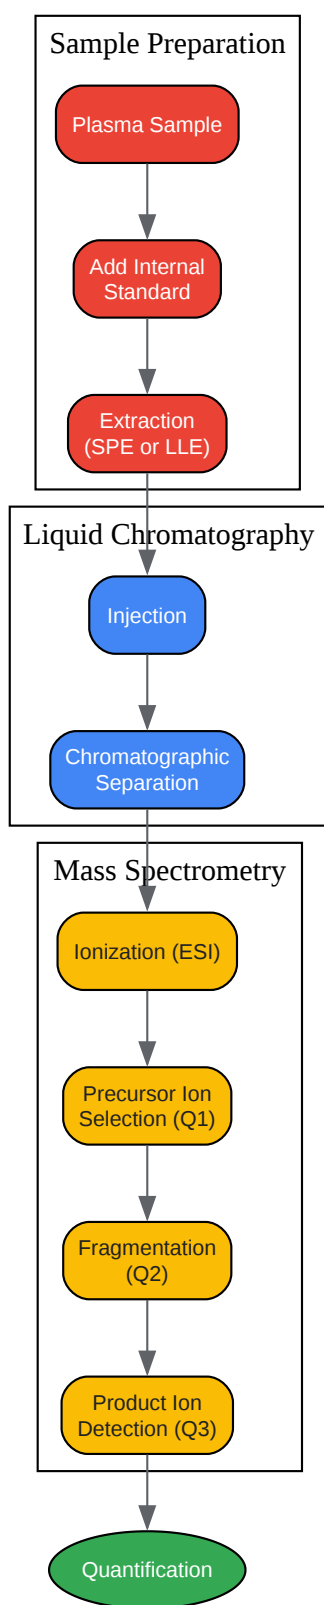 Sample Preparation
Plasma Sample
Add Internal
Standard
Extraction
(SPE or LLE)
Liquid Chromatography
Injection
Chromatographic
Separation
Mass Spectrometry
Ionization (ESI)
Precursor Ion
Selection (Q1)
Fragmentation
(Q2)
Product Ion
Detection (Q3)
Quantification